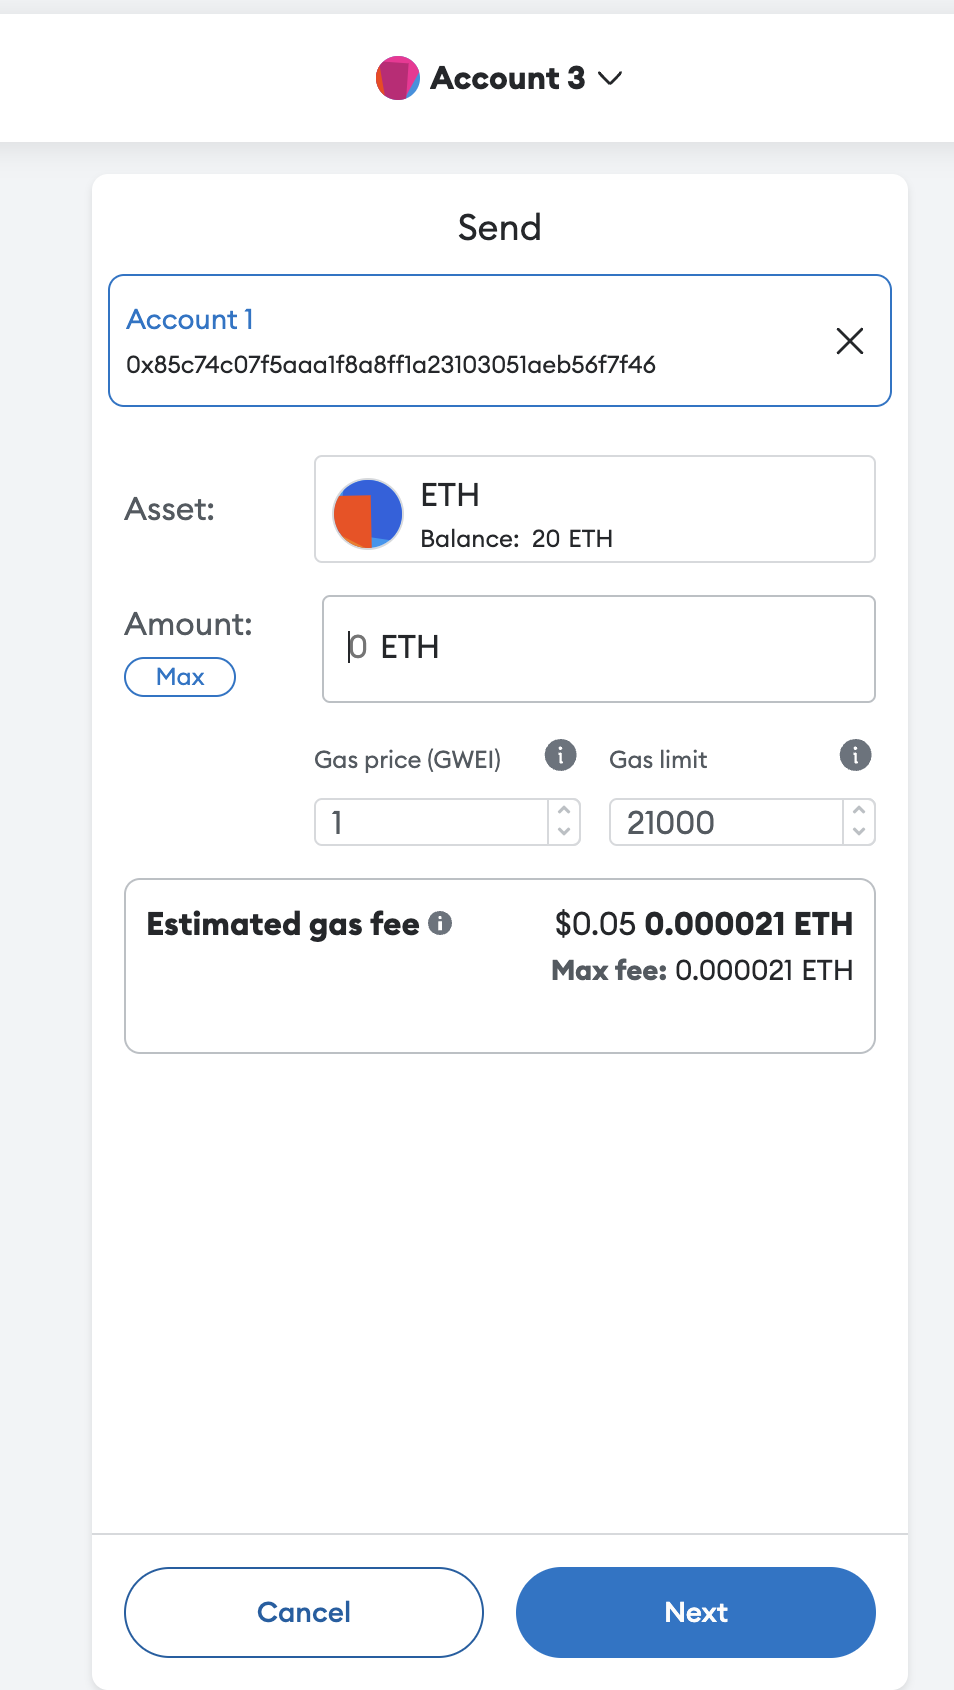 Account 3
Send
Account 1
0x85c74c07f5aaa1f8a8ff1a23103051aeb56f7f46
Asset:
ETH
Balance: 20 ETH
Amount:
Max
0 ETH
Gas price (GWEI)
Gas limit
1
21000
Estimated gas fee
$0.05 0.000021 ETH
Max fee: 0.000021 ETH
Cancel
Next